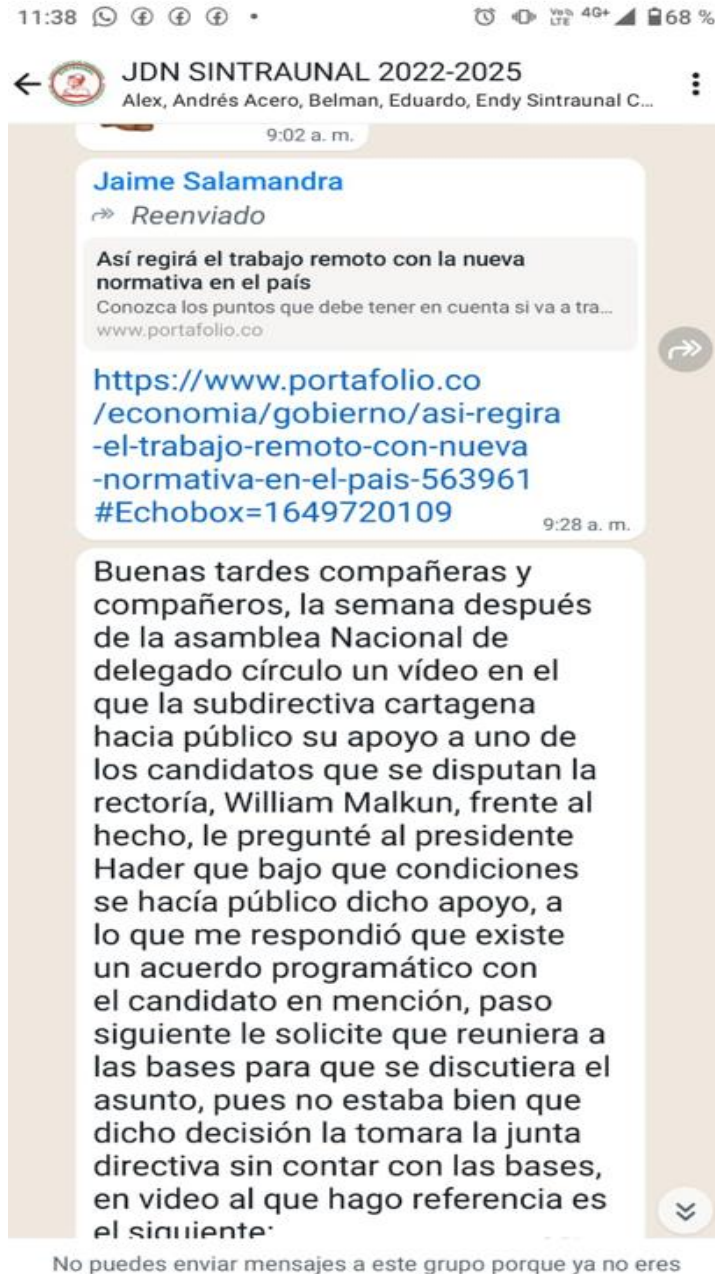 11:38
4G+ 68 %
JDN SINTRAUNAL 2022-2025
Alex, Andrés Acero, Belman, Eduardo, Endy Sintraunal C...
9:02 a. m.
Jaime Salamandra
Reenviado
Así regirá el trabajo remoto con la nueva
normativa en el país
Conozca los puntos que debe tener en cuenta si va a tra...
www.portafolio.co
https://www.portafolio.co
/economia/gobierno/asi-regira
-el-trabajo-remoto-con-nueva
-normativa-en-el-pais-563961
#Echobox=1649720109
9:28 a. m.
Buenas tardes compañeras y
compañeros, la semana después
de la asamblea Nacional de
delegado círculo un vídeo en el
que la subdirectiva cartagena
hacia público su apoyo a uno de
los candidatos que se disputan la
rectoría, William Malkun, frente al
hecho, le pregunté al presidente
Hader que bajo que condiciones
se hacía público dicho apoyo, a
lo que me respondió que existe
un acuerdo programático con
el candidato en mención, paso
siguiente le solicite que reuniera a
las bases para que se discutiera el
asunto, pues no estaba bien que
dicho decisión la tomara la junta
directiva sin contar con las bases,
en video al que hago referencia es
el siguiente:
No puedes enviar mensajes a este grupo porque ya no eres